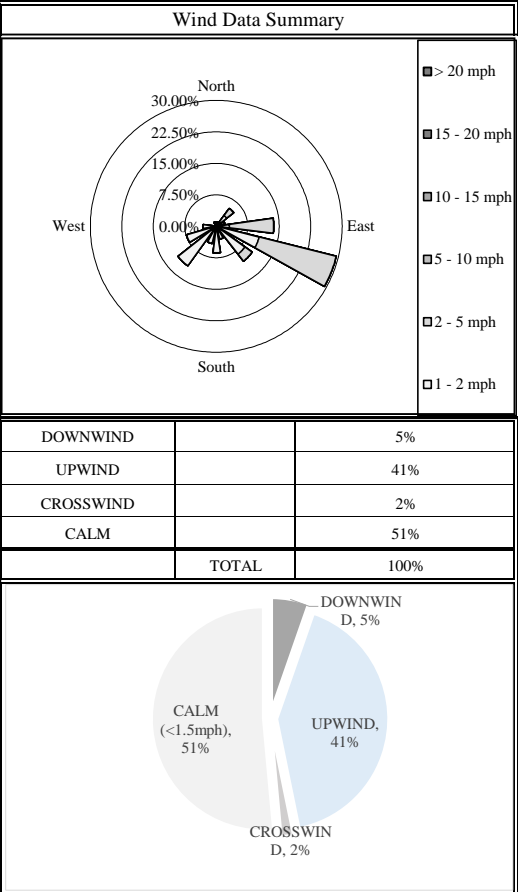 Wind Data Summary
North
30.00%
22.50%
15.00%
7.50%
0.00%
West
East
South
> 20 mph
15 - 20 mph
10 - 15 mph
5 - 10 mph
2 - 5 mph
1 - 2 mph
DOWNWIND 5%
UPWIND 41%
CROSSWIND 2%
CALM 51%
TOTAL 100%
DOWNWIN
D, 5%
UPWIND,
41%
CROSSWIN
D, 2%
CALM
(<1.5mph),
51%